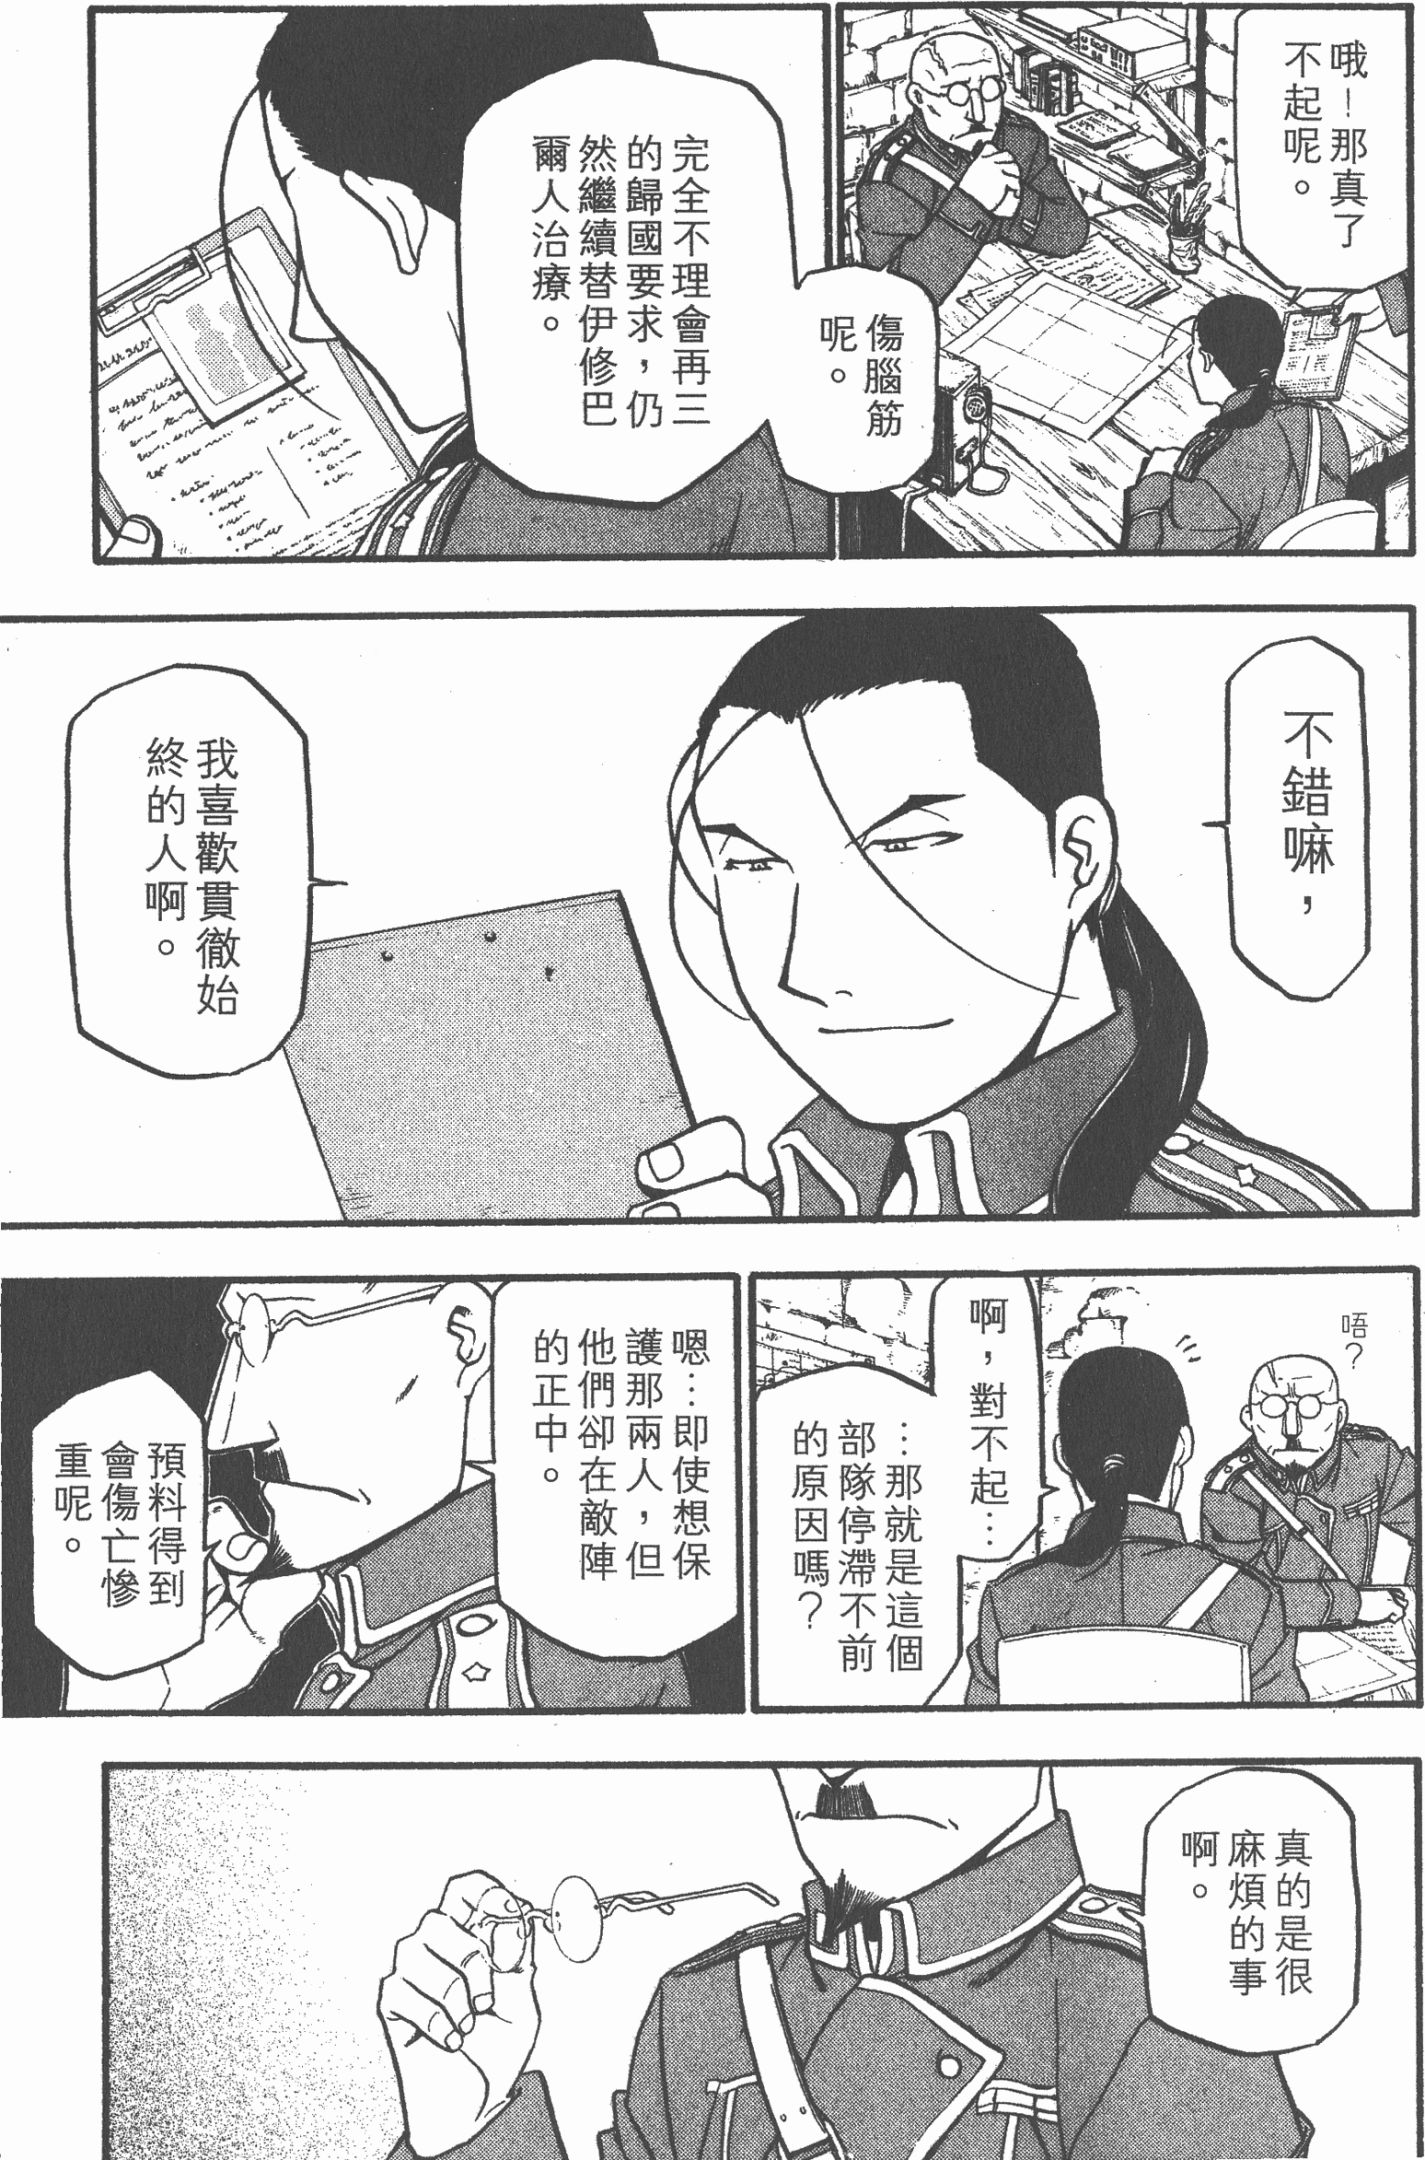 哦！那真了
不起呢。
傷腦筋
呢。
完全不理會再三
的歸國要求，仍
然繼續替伊修巴
爾人治療。
不錯嘛，
我喜歡貫徹始
終的人啊。
唔？
啊，對不起…
…那就是這個
部隊停滯不前
的原因嗎？
嗯…即使想保
護那兩人，但
他們卻在敵陣
的正中。
預料得到
會傷亡慘
重呢。
真的是很
麻煩的事
啊。